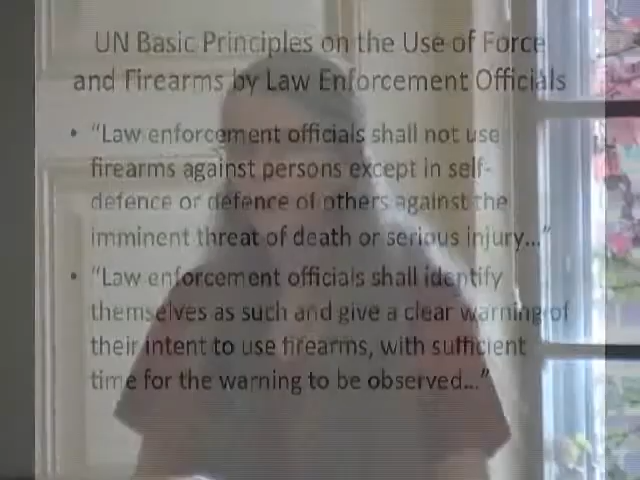 UN Basic Principles on the Use of Force
and Firearms by Law Enforcement Officials
• "Law enforcement officials shall not use
firearms against persons except in self-
defence or defence of others against the
imminent threat of death or serious injury..."
• "Law enforcement officials shall identify
themselves as such and give a clear warning of
their intent to use firearms, with sufficient
time for the warning to be observed..."